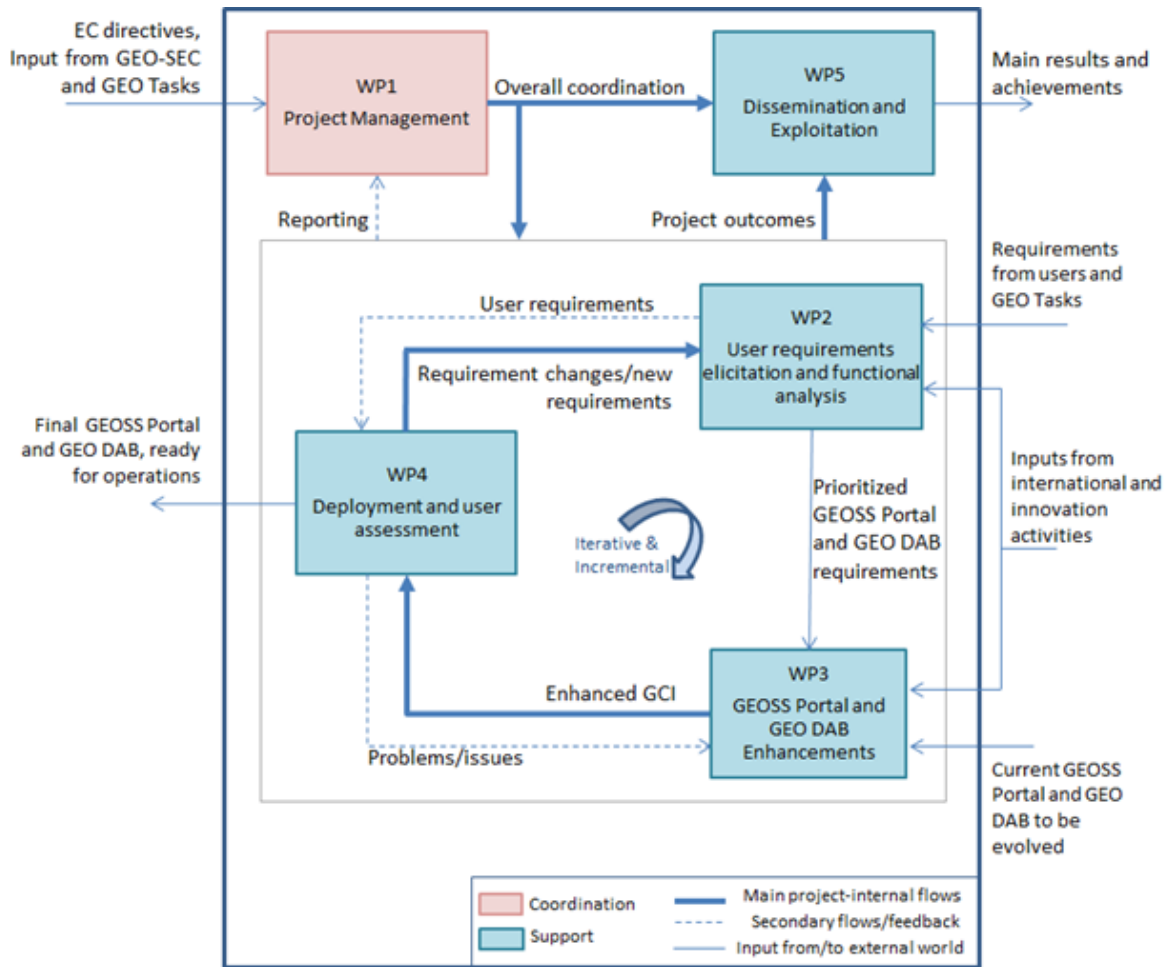 EC directives,
Input from GEO-SEC
and GEO Tasks
WP1
Project Management
Overall coordination
WP5
Dissemination and
Exploitation
Main results and
achievements
Reporting
Project outcomes
Requirements
from users and
GEO Tasks
User requirements
WP2
User requirements
elicitation and functional
analysis
Requirement changes/new
requirements
Final GEOSS Portal
and GEO DAB, ready
for operations
WP4
Deployment and user
assessment
Iterative &
Incremental
Prioritized
GEOSS Portal
and GEO DAB
requirements
Inputs from
international and
innovation
activities
WP3
GEOSS Portal and
GEO DAB
Enhancements
Enhanced GCI
Problems/issues
Current GEOSS
Portal and GEO
DAB to be
evolved
Coordination
Support
Main project-internal flows
Secondary flows/feedback
Input from/to external world